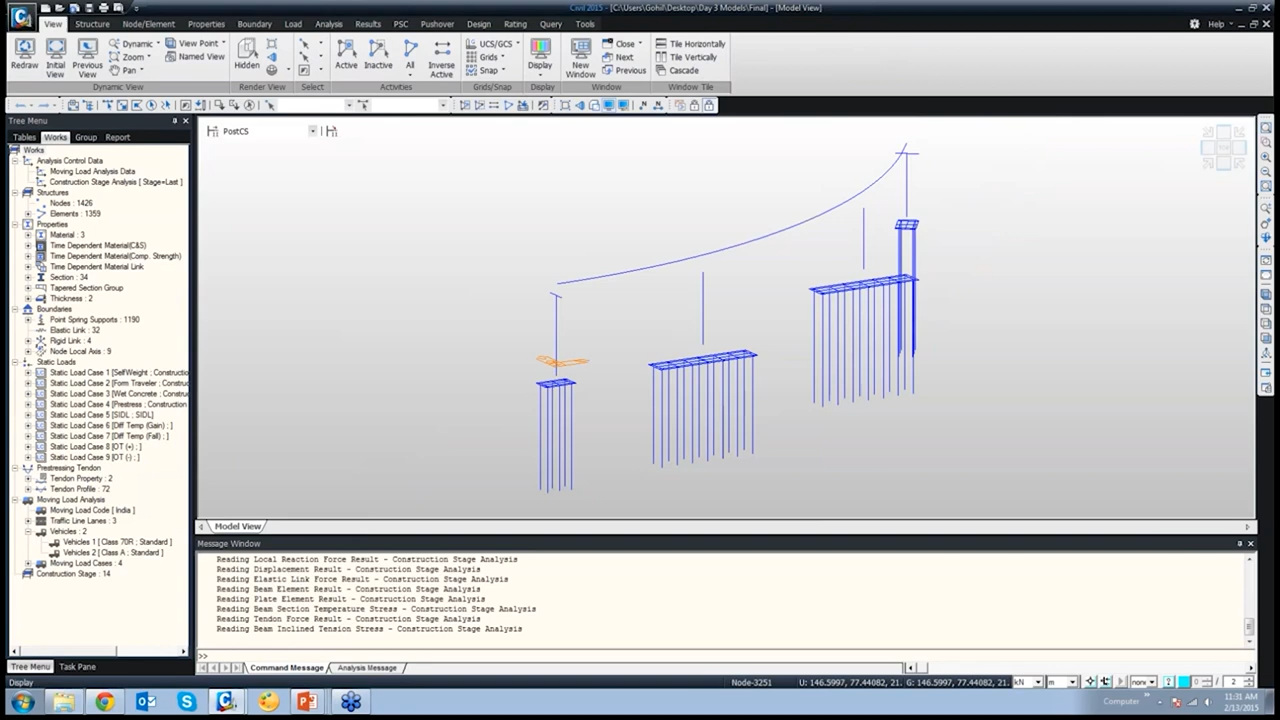 Civil 2015 - [C:\Users\Gohil\Desktop\Day 3 Models\Final] - [Model View]
View Structure Node/Element Properties Boundary Load Analysis Results PSC Pushover Design Rating Query Tools Help
Redraw Initial View Previous View Dynamic Zoom Pan View Point Named View Hidden Active Inactive All Inverse Active UCS/GCS Grids Snap Display New Window Close Next Previous Tile Horizontally Tile Vertically Cascade
Dynamic View Render View Select Activities Grids/Snap Display Window Window Tile
Tree Menu
Tables Works Group Report
PostCS
Works
Analysis Control Data
Moving Load Analysis Data
Construction Stage Analysis [ Stage+Last ]
Structures
Nodes : 1426
Elements : 1359
Properties
Material : 3
Time Dependent Material(C&S)
Time Dependent Material(Comp. Strength)
Time Dependent Material Link
Section : 34
Tapered Section Group
Thickness : 2
Boundaries
Point Spring Supports : 1190
Elastic Link : 32
Rigid Link : 4
Node Local Axis : 9
Static Loads
Static Load Case 1 [SelfWeight ; Constructio
Static Load Case 2 [Form Traveler ; Construc
Static Load Case 3 [Wet Concrete ; Construc
Static Load Case 4 [Prestress ; Construction
Static Load Case 5 [SIDL ; SIDL]
Static Load Case 6 [Diff Temp (Gain) ; ]
Static Load Case 7 [Diff Temp (Fall) ; ]
Static Load Case 8 [OT (+) ; ]
Static Load Case 9 [OT (-) ; ]
Prestressing Tendon
Tendon Property : 2
Tendon Profile : 72
Moving Load Analysis
Moving Load Code [ India ]
Traffic Line Lanes : 3
Vehicles : 2
Vehicles 1 [ Class 70R ; Standard ]
Vehicles 2 [ Class A ; Standard ]
Moving Load Cases : 4
Construction Stage : 14
Model View
Message Window
Reading Local Reaction Force Result - Construction Stage Analysis
Reading Displacement Result - Construction Stage Analysis
Reading Elastic Link Force Result - Construction Stage Analysis
Reading Beam Element Result - Construction Stage Analysis
Reading Plate Element Result - Construction Stage Analysis
Reading Beam Section Temperature Stress - Construction Stage Analysis
Reading Tendon Force Result - Construction Stage Analysis
Reading Beam Inclined Tension Stress - Construction Stage Analysis
>>
Tree Menu Task Pane Command Message Analysis Message
Display Node-3251 U: 146.5997, 77.44082, 21. G: 146.5997, 77.44082, 21. kN m none 0 / 2
Computer 11:31 AM
2/13/2015